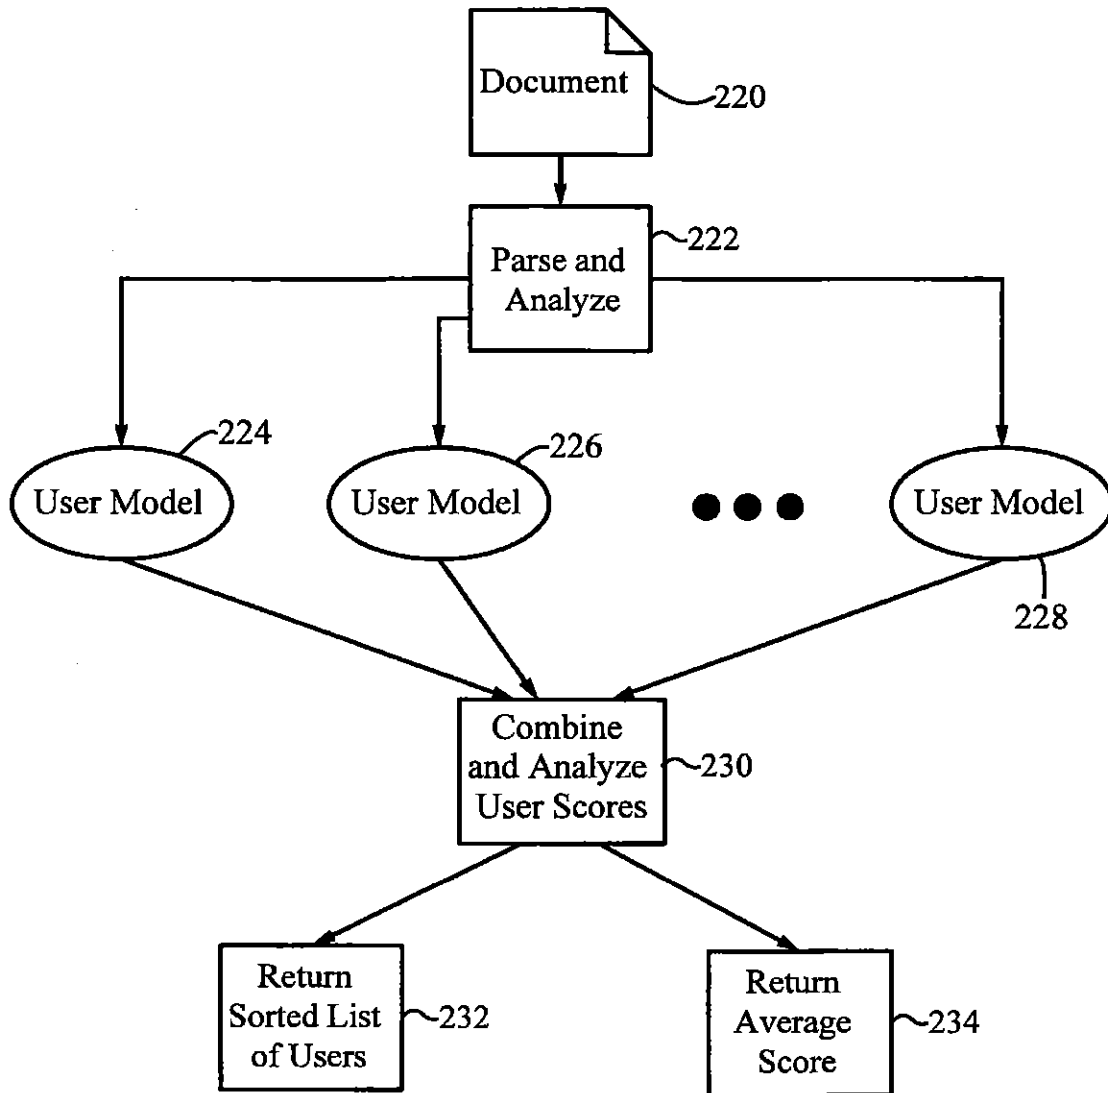 Document
220
222
Parse and
Analyze
224
226
User Model
User Model
User Model
228
Combine
and Analyze
User Scores
230
Return
Sorted List
of Users
232
Return
Average
Score
234